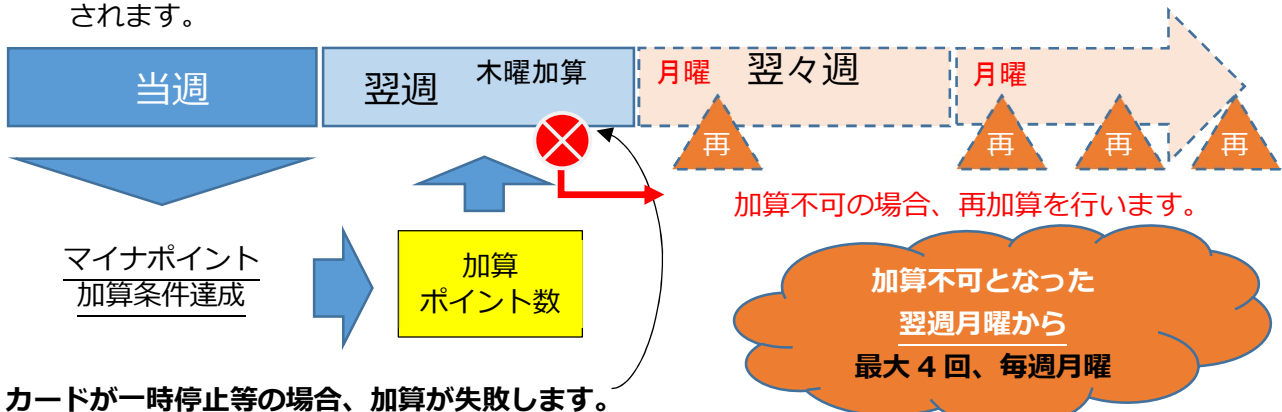 されます。
当週
翌週
木曜加算
月曜
翌々週
月曜
再
再
再
再
加算不可の場合、再加算を行います。
マイナポイント
加算条件達成
加算
ポイント数
加算不可となった
翌週月曜から
最大4回、毎週月曜
カードが一時停止等の場合、加算が失敗します。